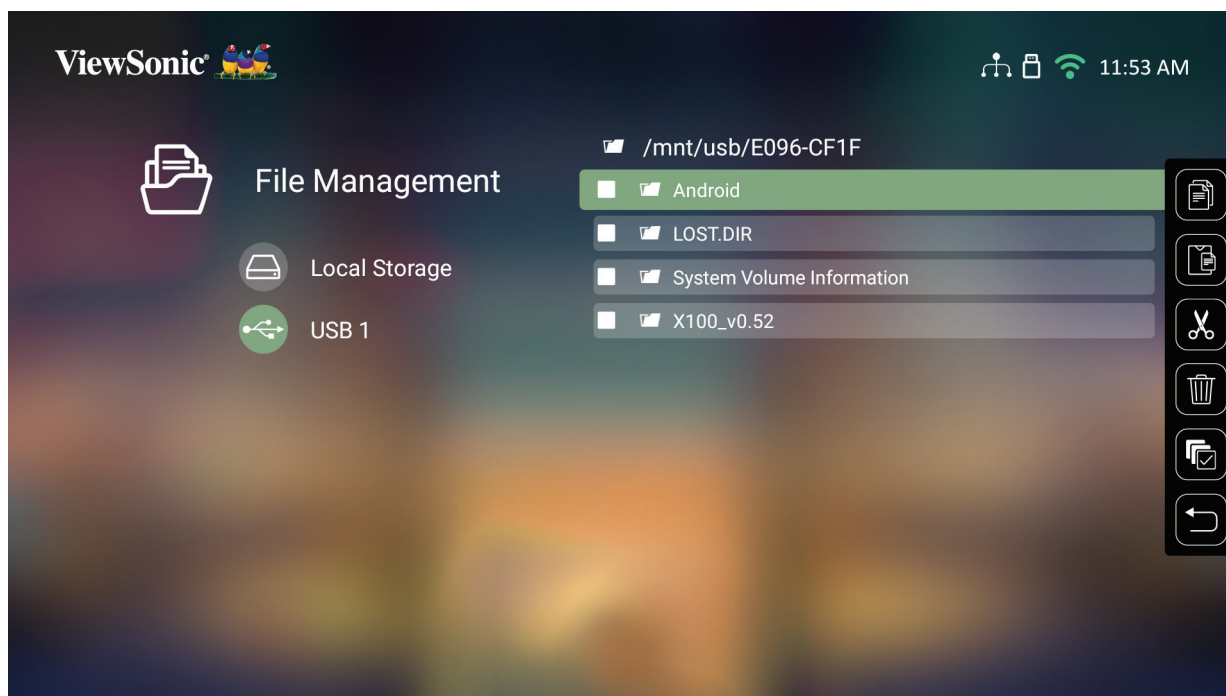 ViewSonic®
11:53 AM
File Management
Local Storage
USB 1
/mnt/usb/E096-CF1F
Android
LOST.DIR
System Volume Information
X100_v0.52